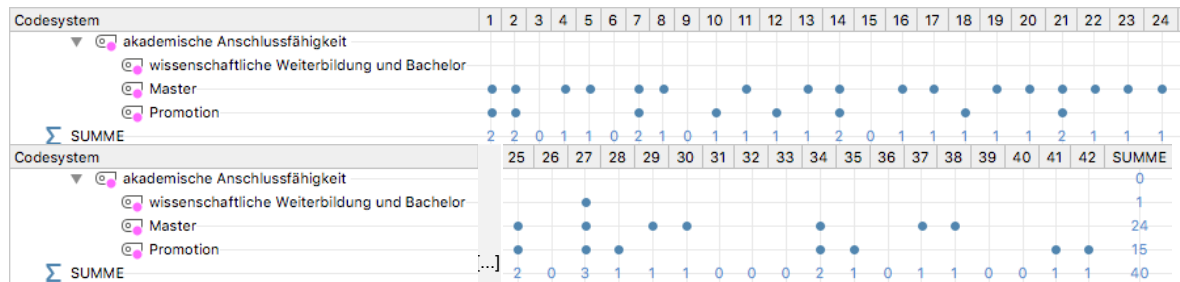 Codesystem 1 2 3 4 5 6 7 8 9 10 11 12 13 14 15 16 17 18 19 20 21 22 23 24
akademische Anschlussfähigkeit
wissenschaftliche Weiterbildung und Bachelor
Master
Promotion
Σ SUMME 2 2 0 1 1 0 2 1 0 1 1 1 1 2 0 1 1 1 1 1 2 1 1 1
Codesystem 25 26 27 28 29 30 31 32 33 34 35 36 37 38 39 40 41 42 SUMME
akademische Anschlussfähigkeit 0
wissenschaftliche Weiterbildung und Bachelor 1
Master 24
Promotion 15
Σ SUMME [...] 2 0 3 1 1 1 0 0 0 2 1 0 1 1 0 0 1 1 40